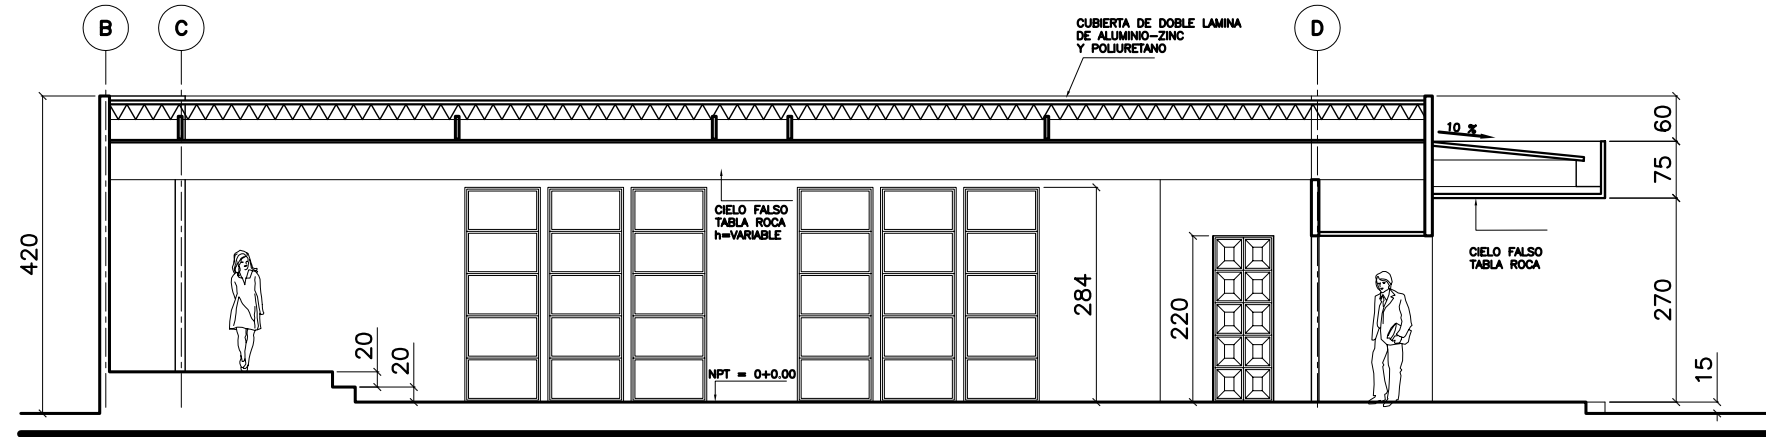 B
C
D
CUBIERTA DE DOBLE LAMINA
DE ALUMINIO-ZINC
Y POLIURETANO
10 %
60
75
CIELO FALSO
TABLA ROCA
h=VARIABLE
CIELO FALSO
TABLA ROCA
420
284
220
270
20
20
NPT = 0+0.00
15